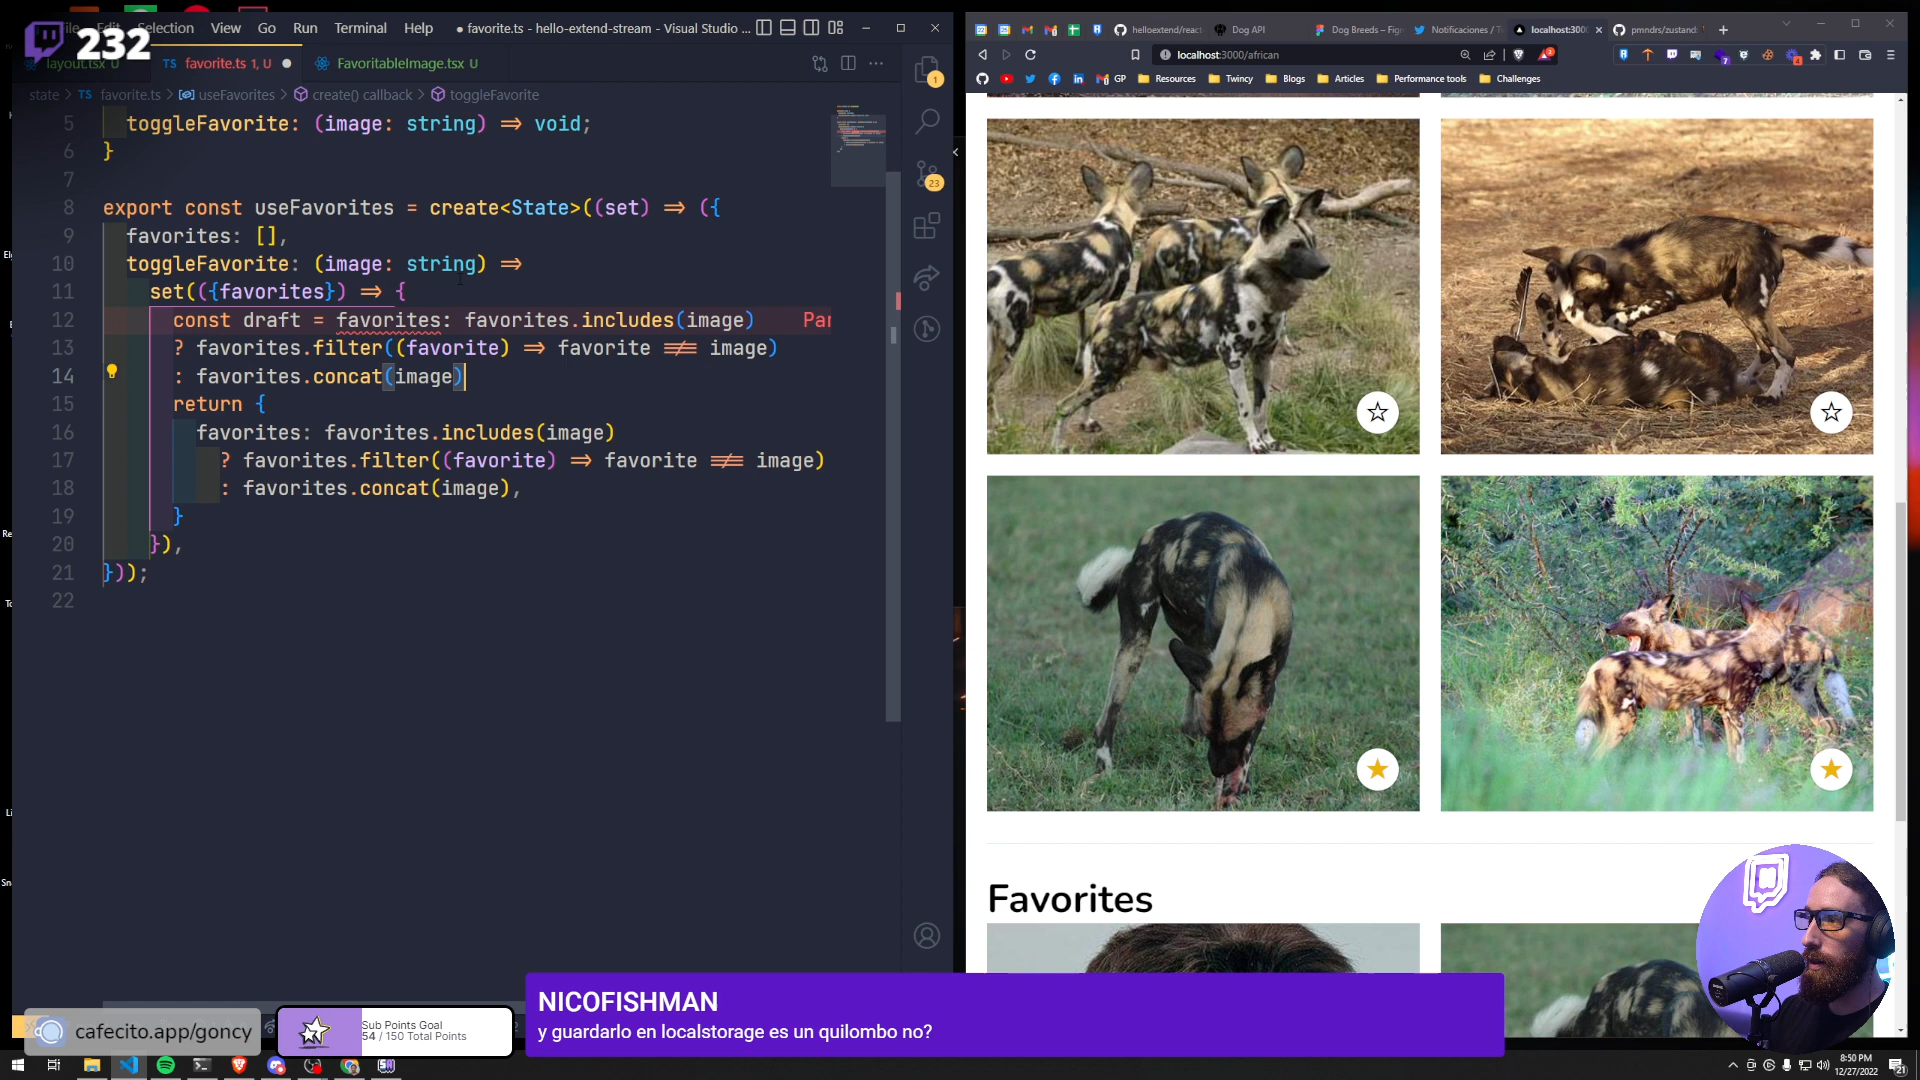 232
File Edit Selection View Go Run Terminal Help
● favorite.ts - hello-extend-stream - Visual Studio ...
layout.tsx U
TS favorite.ts 1, U ●
FavoritableImage.tsx U
state > TS favorite.ts > useFavorites > create() callback > toggleFavorite
5 toggleFavorite: (image: string) => void;
6 }
7
8 export const useFavorites = create<State>((set) => ({
9 favorites: [],
10 toggleFavorite: (image: string) =>
11 set(({favorites}) => {
12 const draft = favorites: favorites.includes(image) Par
13 ? favorites.filter((favorite) => favorite !== image)
14 : favorites.concat(image)
15 return {
16 favorites: favorites.includes(image)
17 ? favorites.filter((favorite) => favorite !== image)
18 : favorites.concat(image),
19 }
20 }),
21 }));
22
1
23
helloextend/react
Dog API
Dog Breeds – Fig
Notificaciones / T
localhost:3000
pmndrs/zustand:
localhost:3000/african
GP
Resources
Twincy
Blogs
Articles
Performance tools
Challenges
Favorites
NICOFISHMAN
y guardarlo en localstorage es un quilombo no?
cafecito.app/goncy
Sub Points Goal
54 / 150 Total Points
8:50 PM
12/27/2022
21